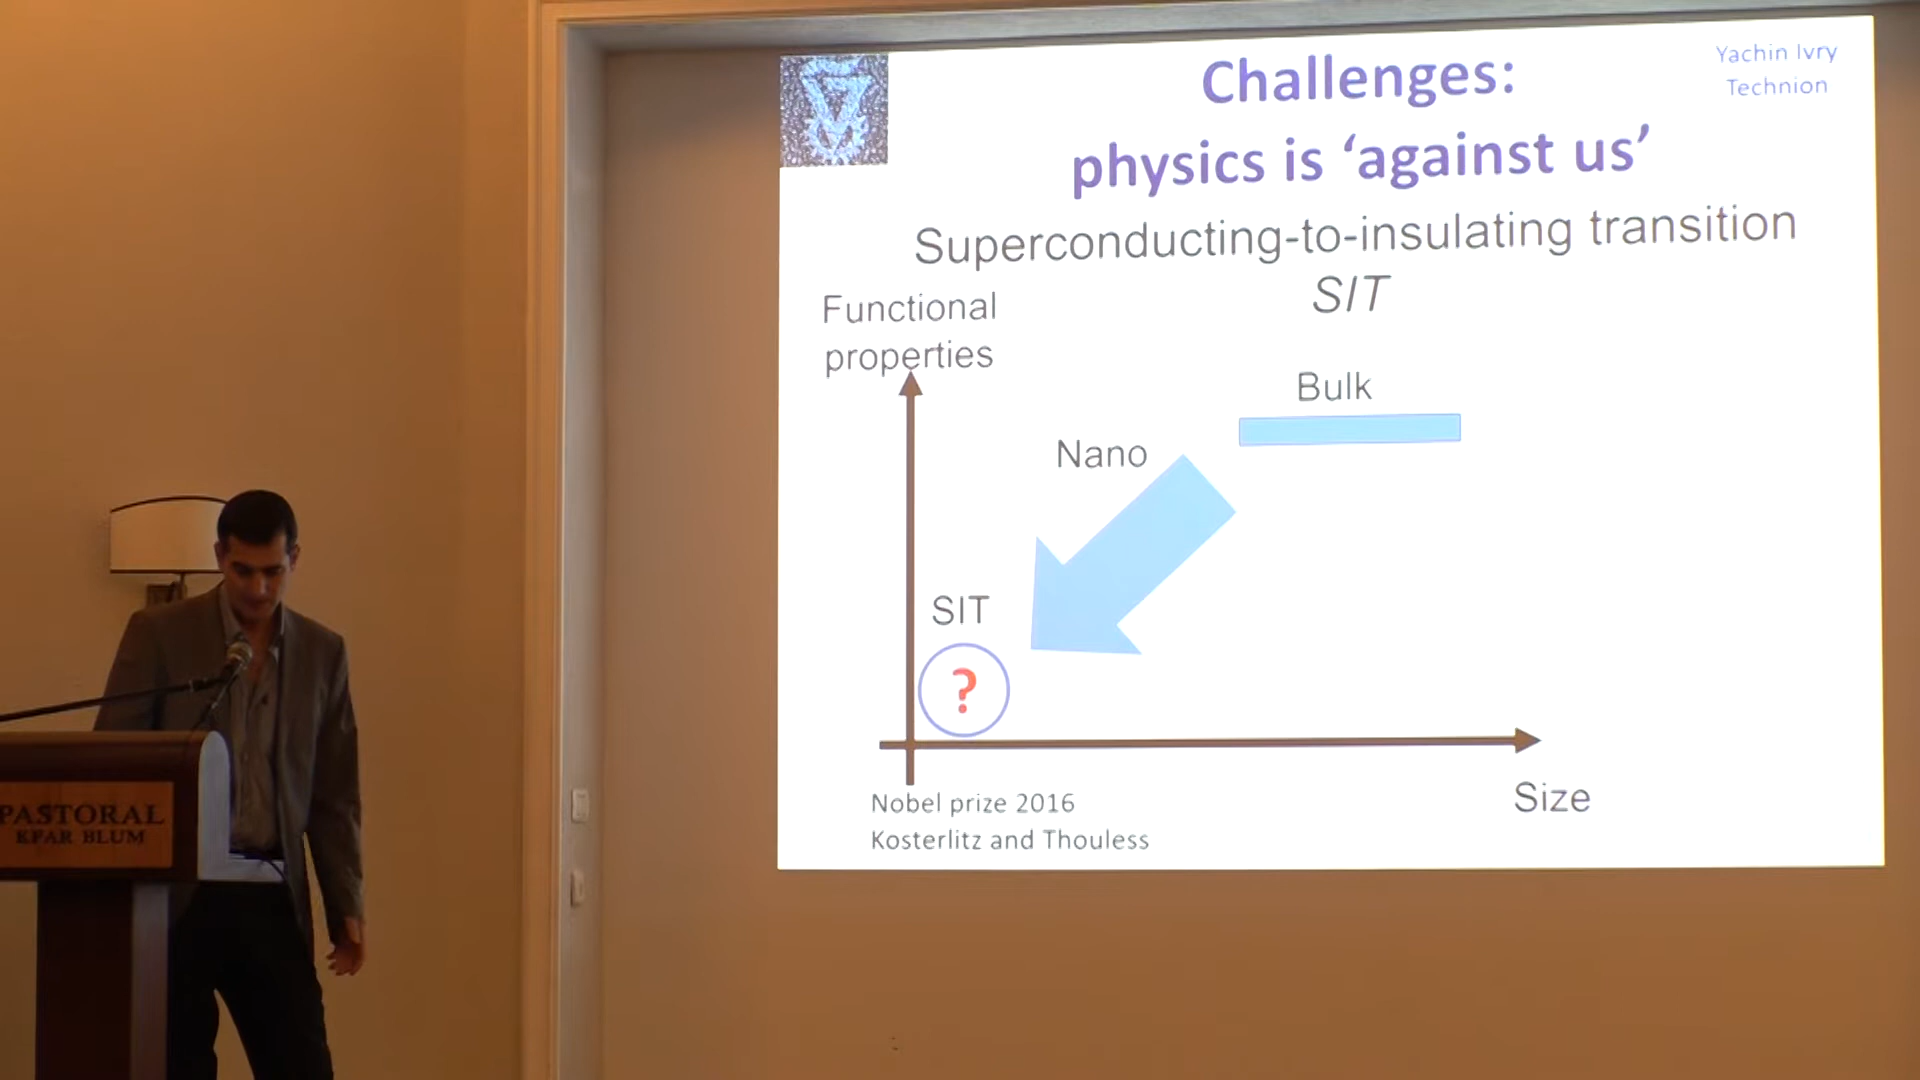 Challenges:
physics is ‘against us’
Yachin Ivry
Technion
Superconducting-to-insulating transition
SIT
Functional
properties
Bulk
Nano
SIT
?
Size
Nobel prize 2016
Kosterlitz and Thouless
PASTORAL
KFAR BLUM